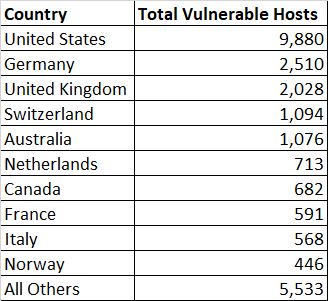 Country Total Vulnerable Hosts
United States 9,880
Germany 2,510
United Kingdom 2,028
Switzerland 1,094
Australia 1,076
Netherlands 713
Canada 682
France 591
Italy 568
Norway 446
All Others 5,533